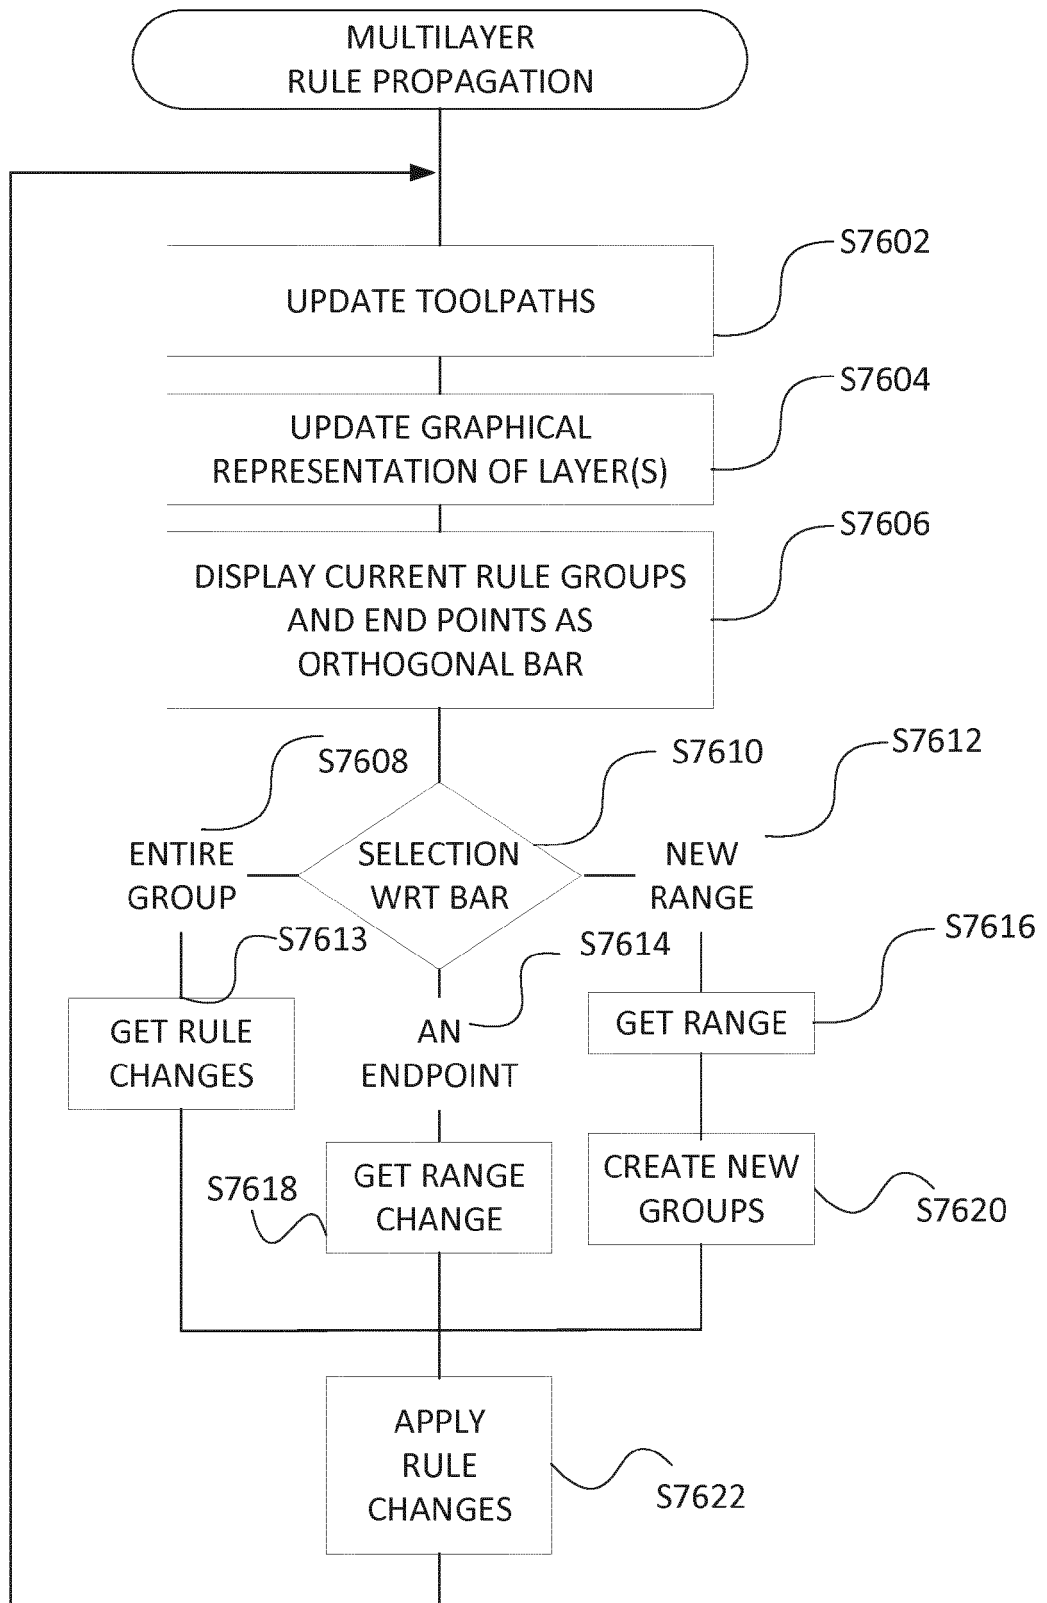 MULTILAYER
RULE PROPAGATION
S7602
UPDATE TOOLPATHS
S7604
UPDATE GRAPHICAL
REPRESENTATION OF LAYER(S)
S7606
DISPLAY CURRENT RULE GROUPS
AND END POINTS AS
ORTHOGONAL BAR
S7608
S7610
S7612
ENTIRE
GROUP
SELECTION
WRT BAR
NEW
RANGE
S7613
S7614
S7616
GET RULE
CHANGES
AN
ENDPOINT
GET RANGE
S7618
GET RANGE
CHANGE
CREATE NEW
GROUPS
S7620
APPLY
RULE
CHANGES
S7622